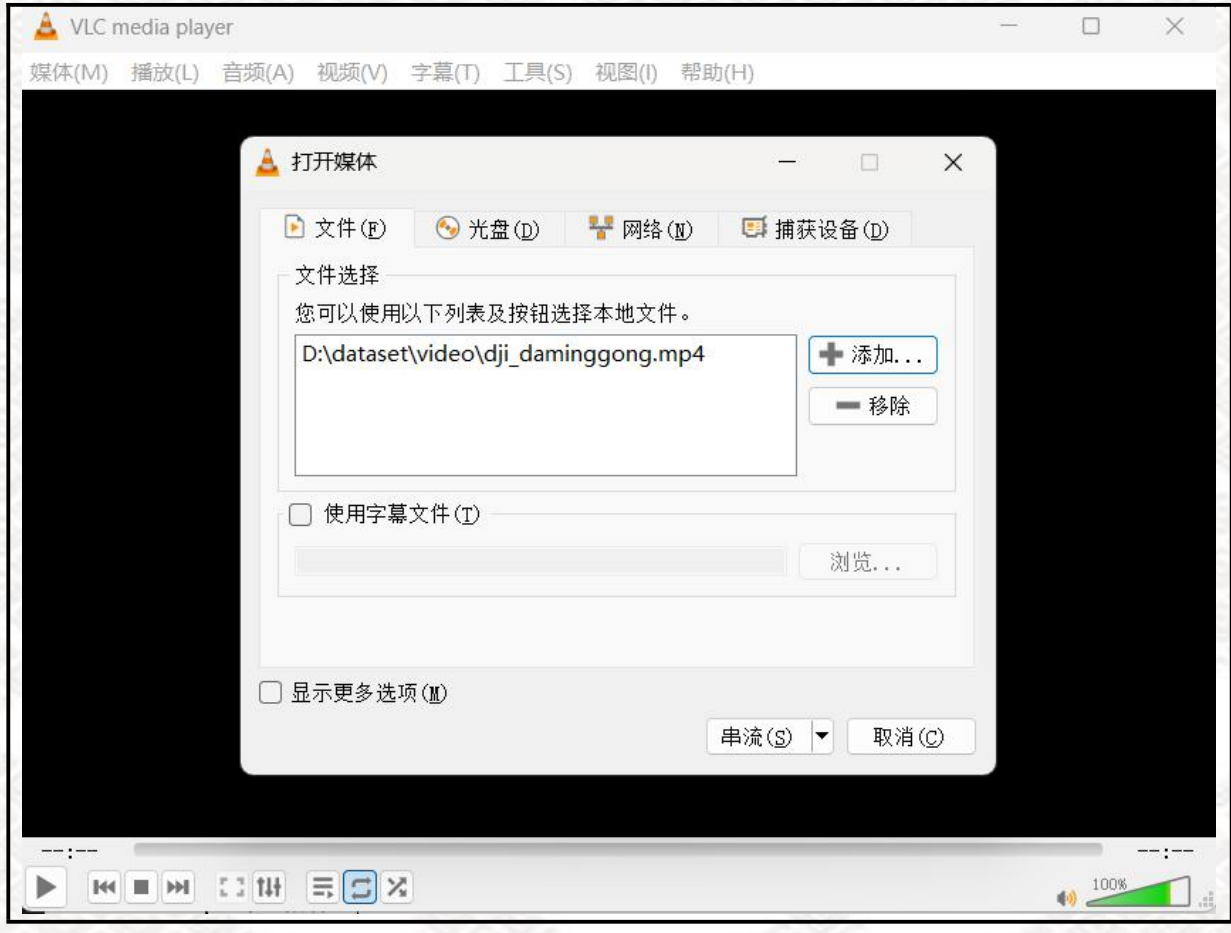 VLC media player
媒体(M) 播放(L) 音频(A) 视频(V) 字幕(T) 工具(S) 视图(I) 帮助(H)
打开媒体
文件(F) 光盘(D) 网络(N) 捕获设备(D)
文件选择
您可以使用以下列表及按钮选择本地文件。
D:\dataset\video\dji_daminggong.mp4
添加...
移除
使用字幕文件(T)
浏览...
显示更多选项(M)
串流(S) 取消(C)
--:-- --:--
100%